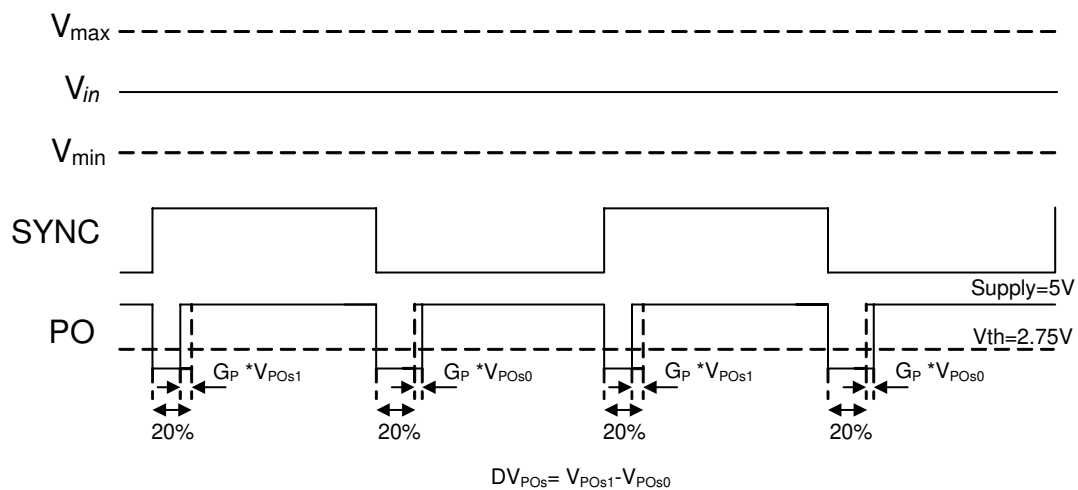 Vmax
Vin
Vmin
SYNC
Supply=5V
PO
Vth=2.75V
GP *VPOs1
GP *VPOs0
GP *VPOs1
GP *VPOs0
20%
20%
20%
20%
DVPOs= VPOs1-VPOs0